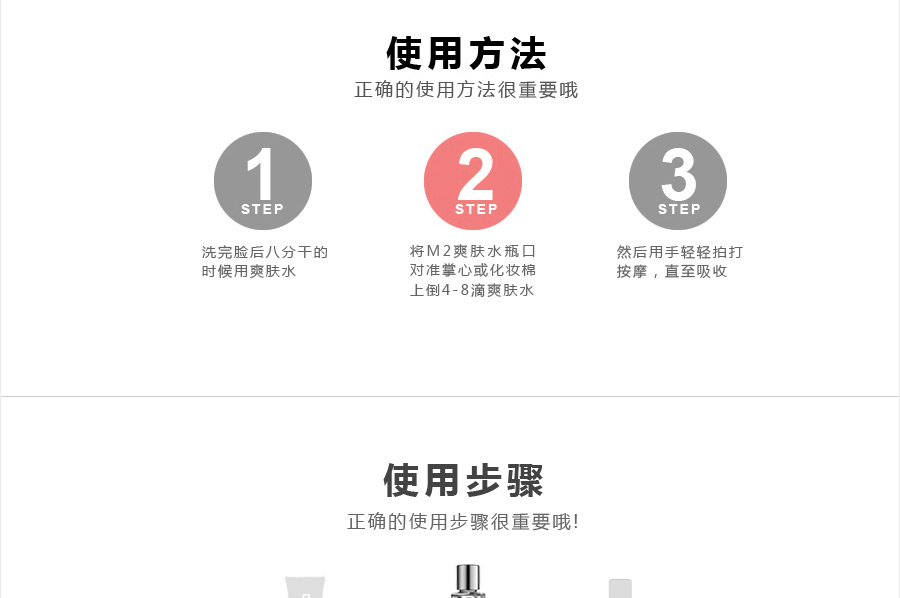 使用方法
正确的使用方法很重要哦
1
STEP
洗完脸后八分干的
时候用爽肤水
2
STEP
将M2爽肤水瓶口
对准掌心或化妆棉
上倒4-8滴爽肤水
3
STEP
然后用手轻轻拍打
按摩，直至吸收
使用步骤
正确的使用步骤很重要哦!